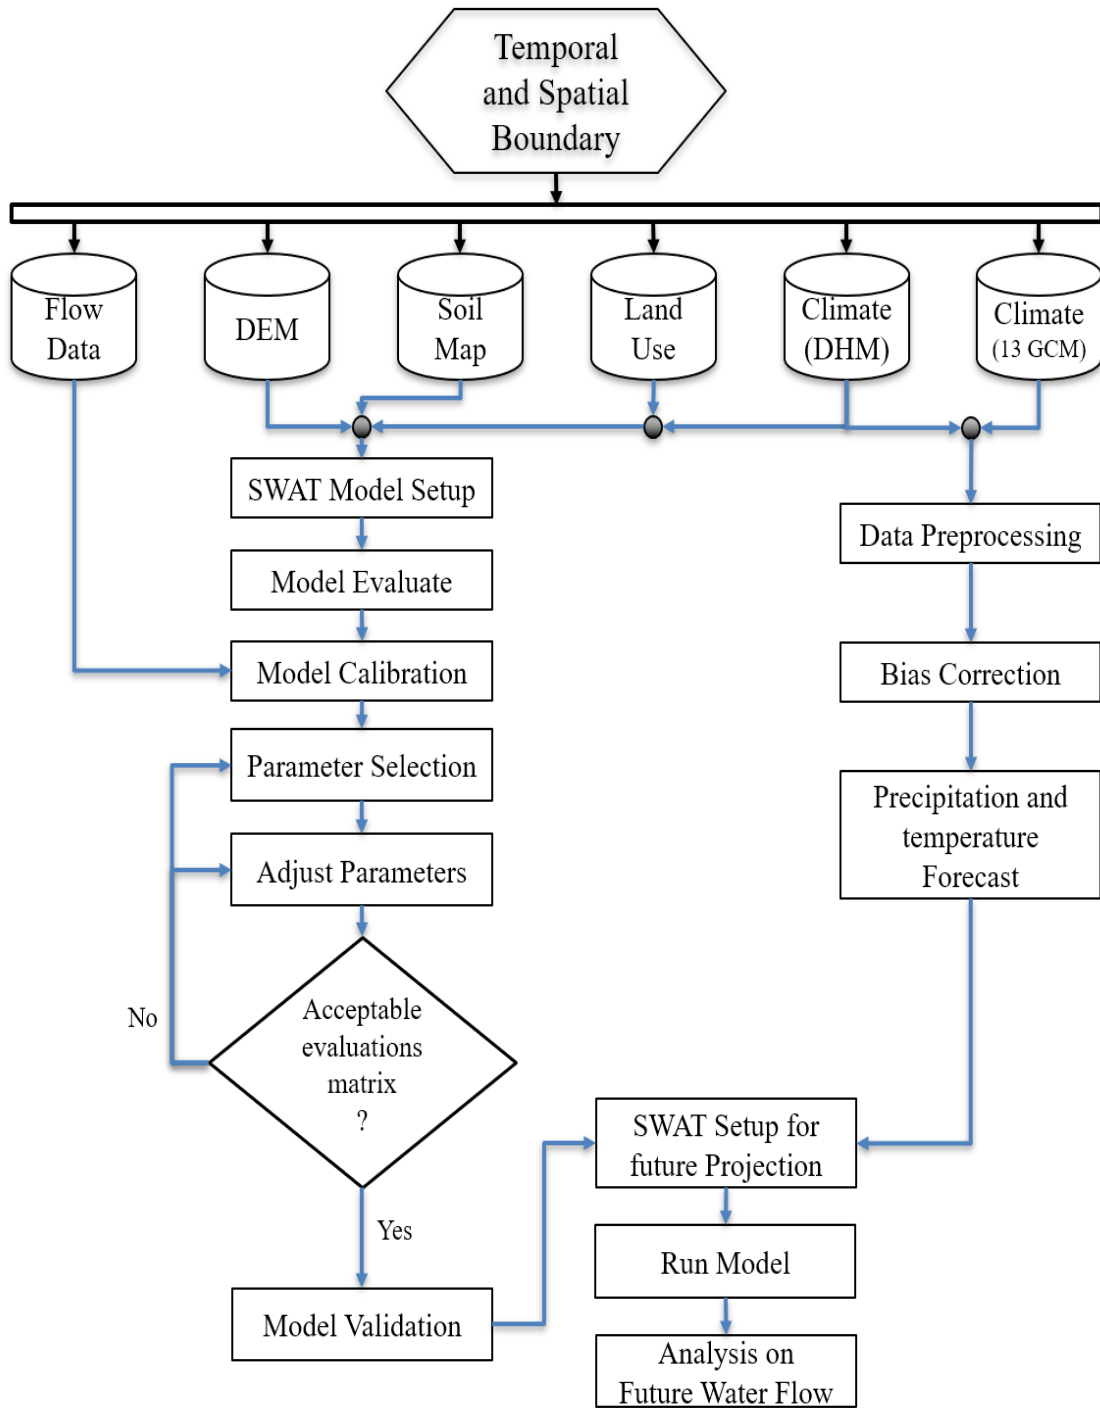 Temporal
and Spatial
Boundary
Flow
Data
DEM
Soil
Map
Land
Use
Climate
(DHM)
Climate
(13 GCM)
SWAT Model Setup
Model Evaluate
Model Calibration
Parameter Selection
Adjust Parameters
Acceptable
evaluations
matrix
?
No
Yes
Model Validation
Data Preprocessing
Bias Correction
Precipitation and
temperature
Forecast
SWAT Setup for
future Projection
Run Model
Analysis on
Future Water Flow